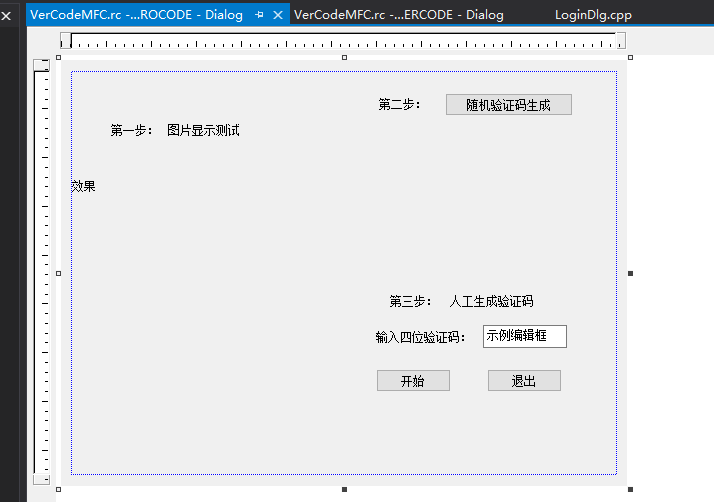 VerCodeMFC.rc -...ROCODE - Dialog
VerCodeMFC.rc -...ERCODE - Dialog
LoginDlg.cpp
第二步： 随机验证码生成
第一步： 图片显示测试
效果
第三步： 人工生成验证码
输入四位验证码： 示例编辑框
开始 退出